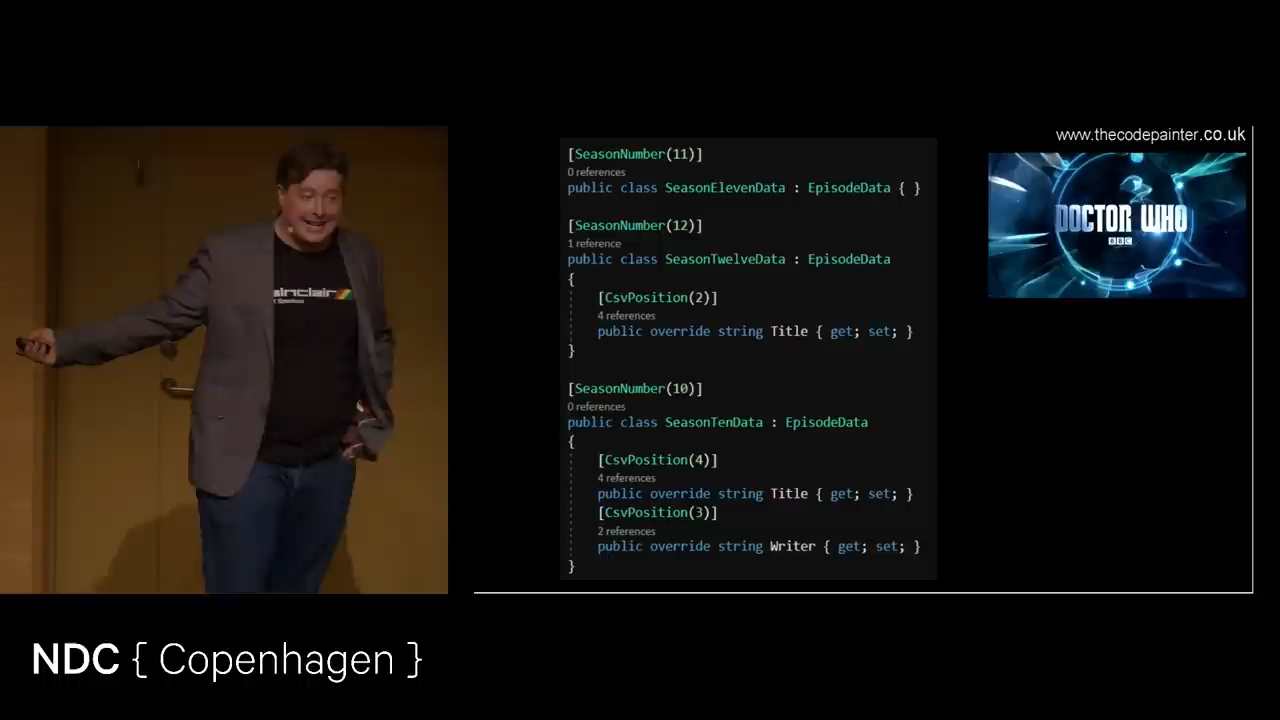 www.thecodepainter.co.uk
[SeasonNumber(11)]
0 references
public class SeasonElevenData : EpisodeData { }
[SeasonNumber(12)]
1 reference
public class SeasonTwelveData : EpisodeData
{
[CsvPosition(2)]
4 references
public override string Title { get; set; }
}
[SeasonNumber(10)]
0 references
public class SeasonTenData : EpisodeData
{
[CsvPosition(4)]
4 references
public override string Title { get; set; }
[CsvPosition(3)]
2 references
public override string Writer { get; set; }
}
DOCTOR WHO
BBC
sinclair
NDC { Copenhagen }